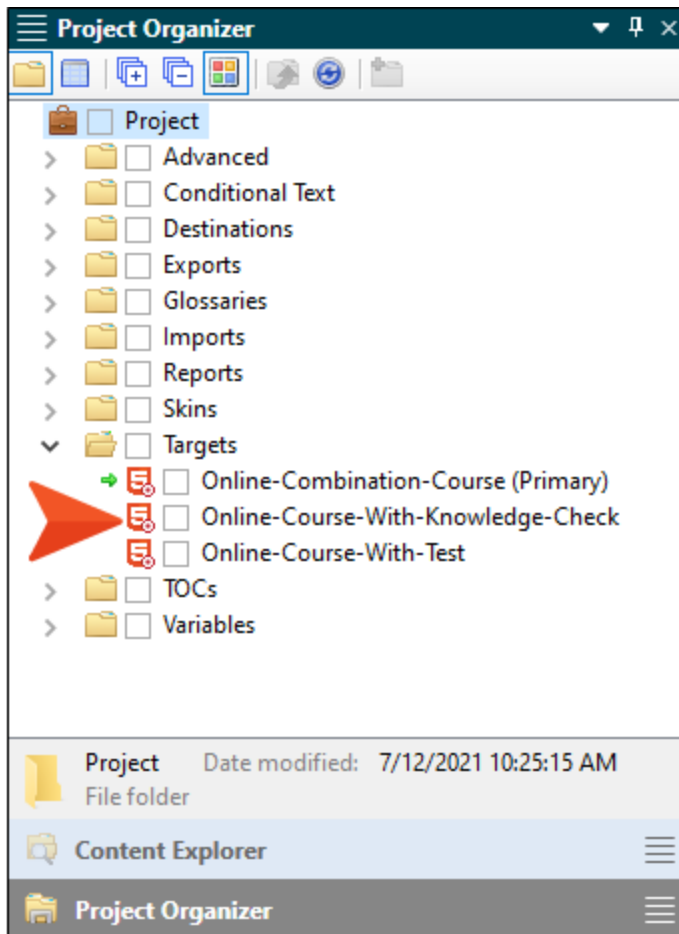 Project Organizer
Project
Advanced
Conditional Text
Destinations
Exports
Glossaries
Imports
Reports
Skins
Targets
Online-Combination-Course (Primary)
Online-Course-With-Knowledge-Check
Online-Course-With-Test
TOCs
Variables
Project Date modified: 7/12/2021 10:25:15 AM
File folder
Content Explorer
Project Organizer